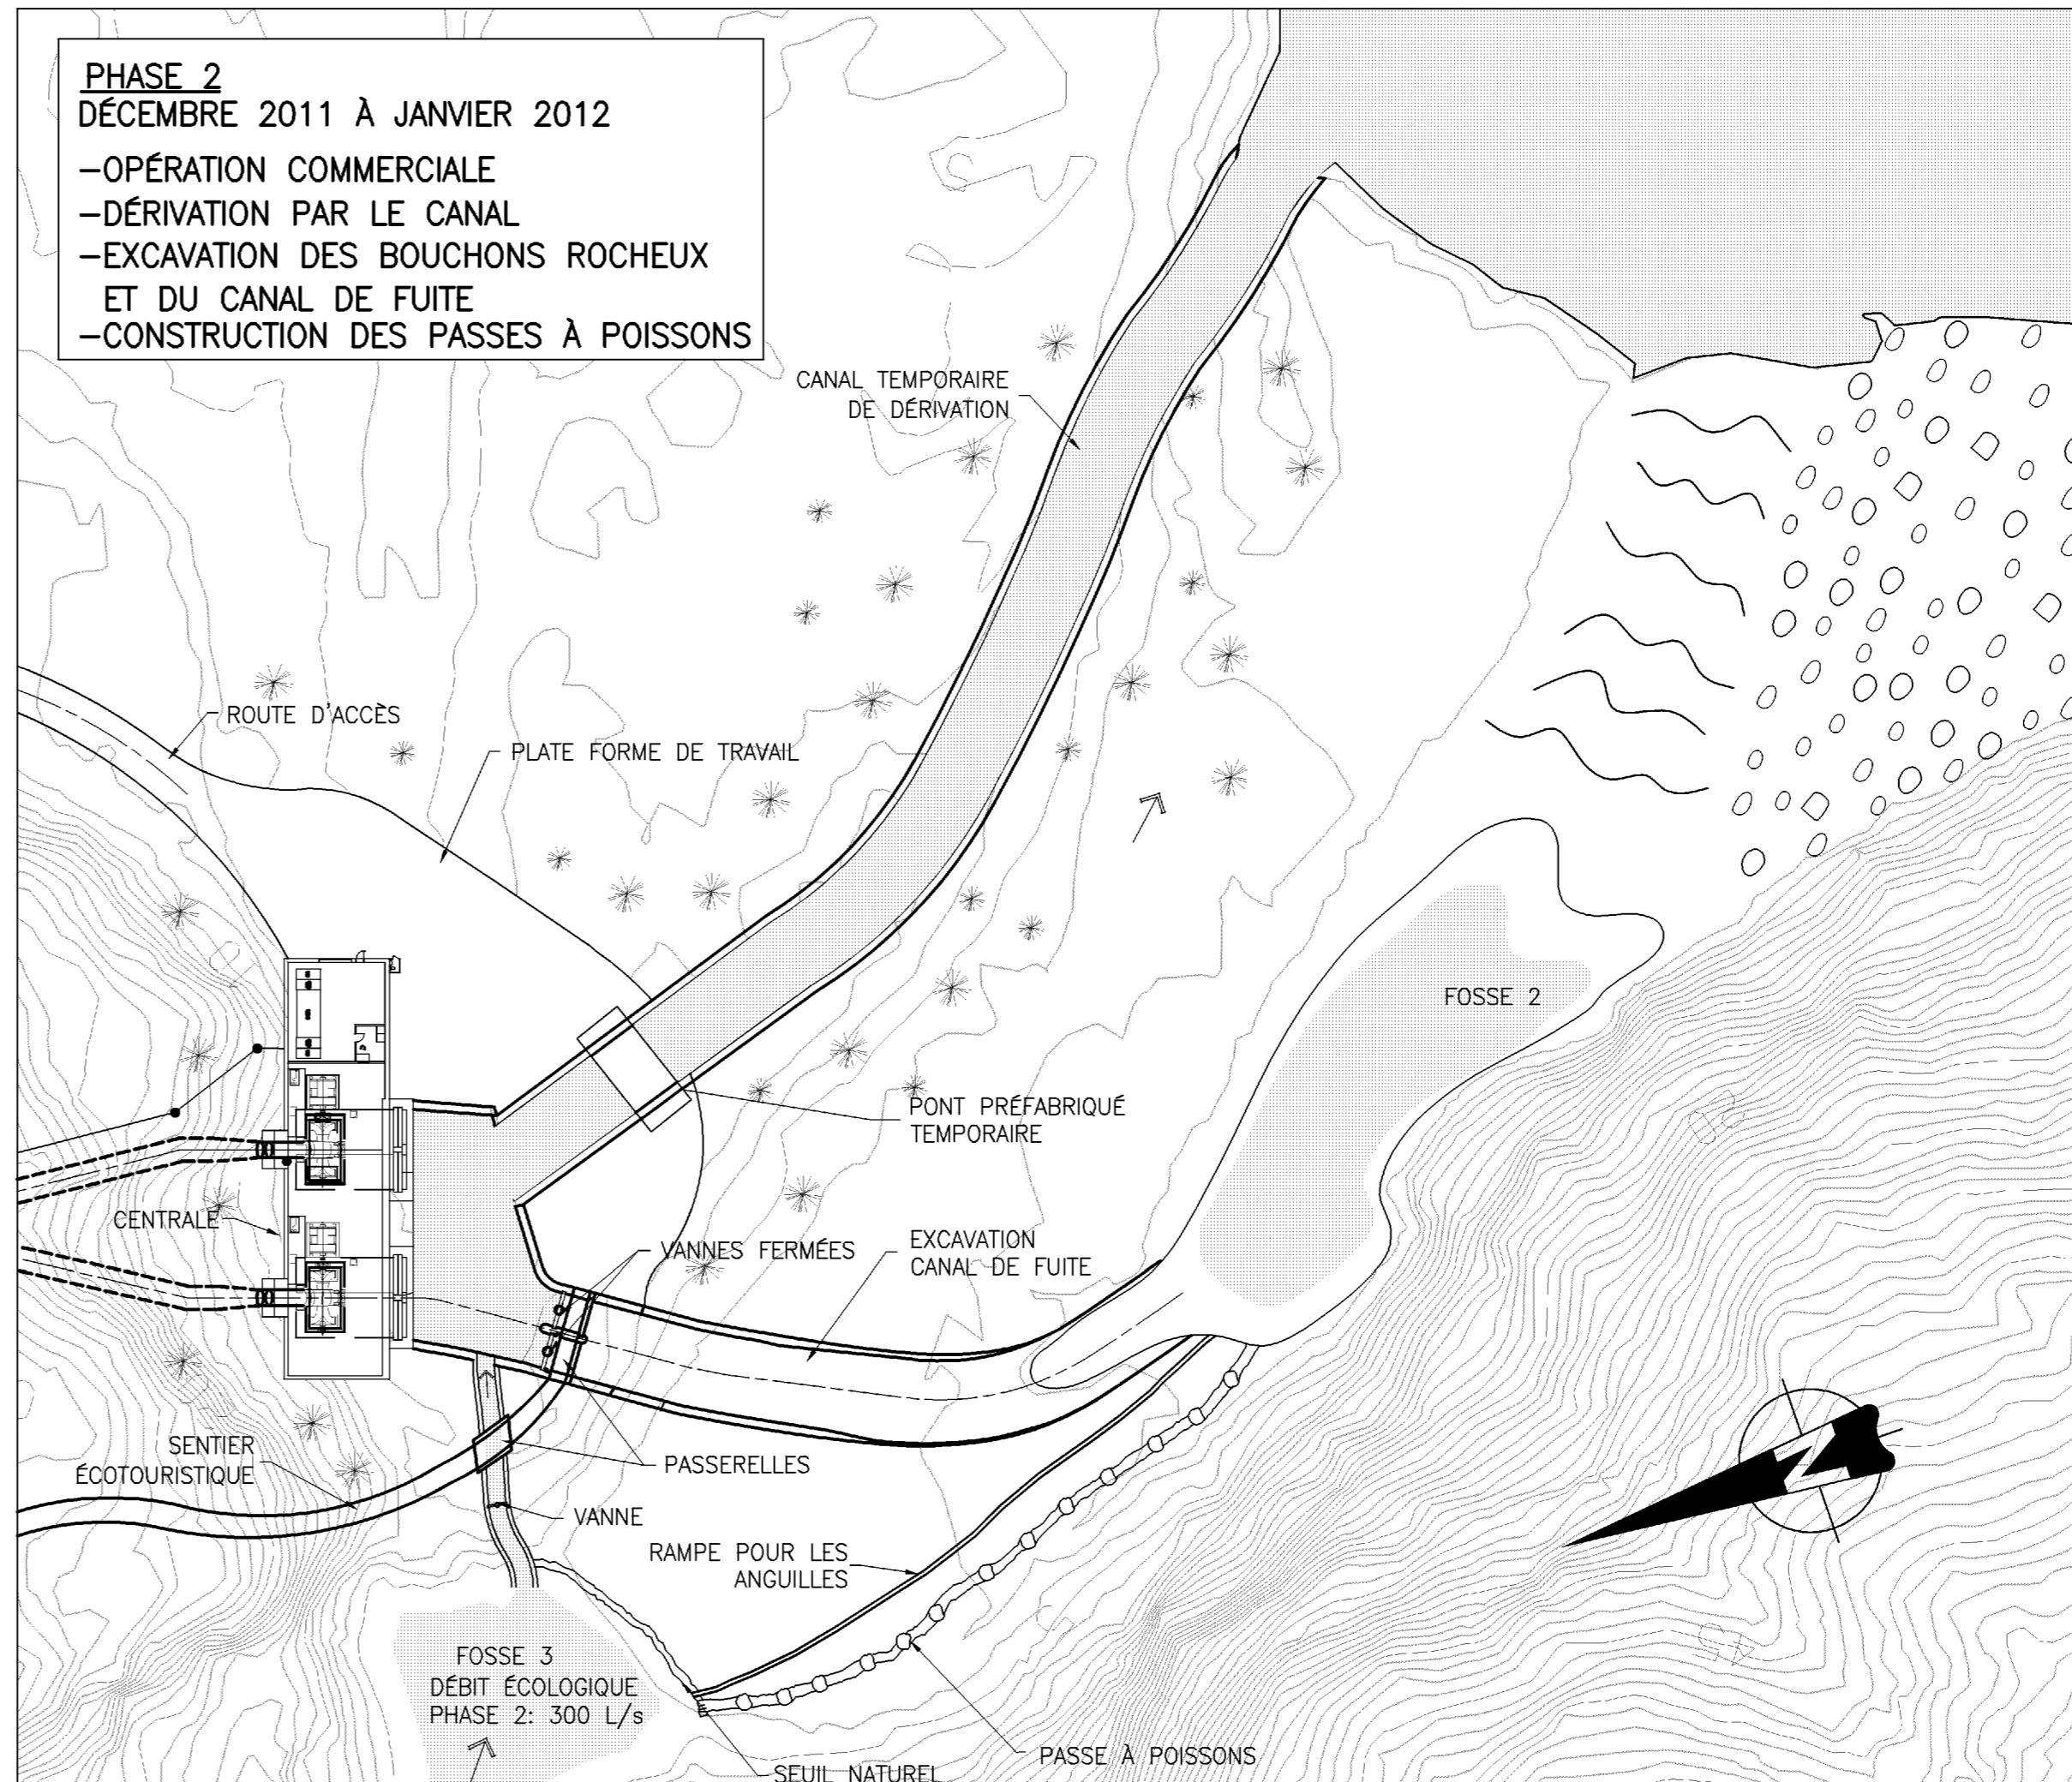 PHASE 2
DÉCEMBRE 2011 À JANVIER 2012
-OPÉRATION COMMERCIALE
-DÉRIVATION PAR LE CANAL
-EXCAVATION DES BOUCHONS ROCHEUX
ET DU CANAL DE FUITE
-CONSTRUCTION DES PASSES À POISSONS
CANAL TEMPORAIRE
DE DÉRIVATION
ROUTE D'ACCÈS
PLATE FORME DE TRAVAIL
FOSSE 2
PONT PRÉFABRIQUÉ
TEMPORAIRE
CENTRALE
VANNES FERMÉES
EXCAVATION
CANAL DE FUITE
SENTIER
ÉCOTOURISTIQUE
PASSERELLES
VANNE
RAMPE POUR LES
ANGUILLES
FOSSE 3
DÉBIT ÉCOLOGIQUE
PHASE 2: 300 L/s
PASSE À POISSONS
SEUIL NATUREL